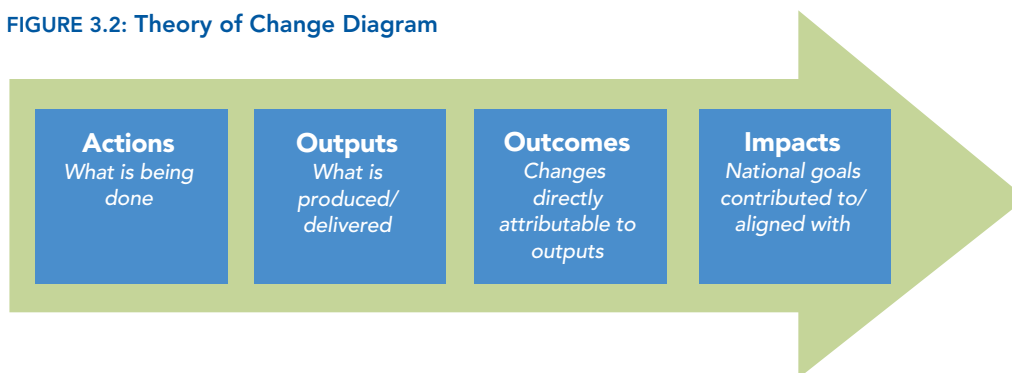 FIGURE 3.2: Theory of Change Diagram
Actions
What is being
done
Outputs
What is
produced/
delivered
Outcomes
Changes
directly
attributable to
outputs
Impacts
National goals
contributed to/
aligned with